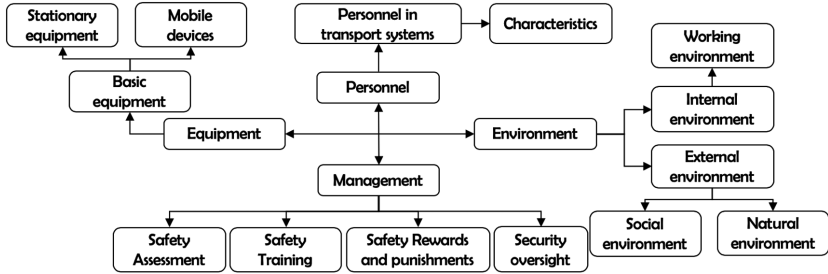 Stationary
equipment
Mobile
devices
Personnel in
transport systems
Characteristics
Working
environment
Basic
equipment
Personnel
Internal
environment
Equipment
Environment
External
environment
Management
Social
environment
Natural
environment
Safety
Assessment
Safety
Training
Safety Rewards
and punishments
Security
oversight